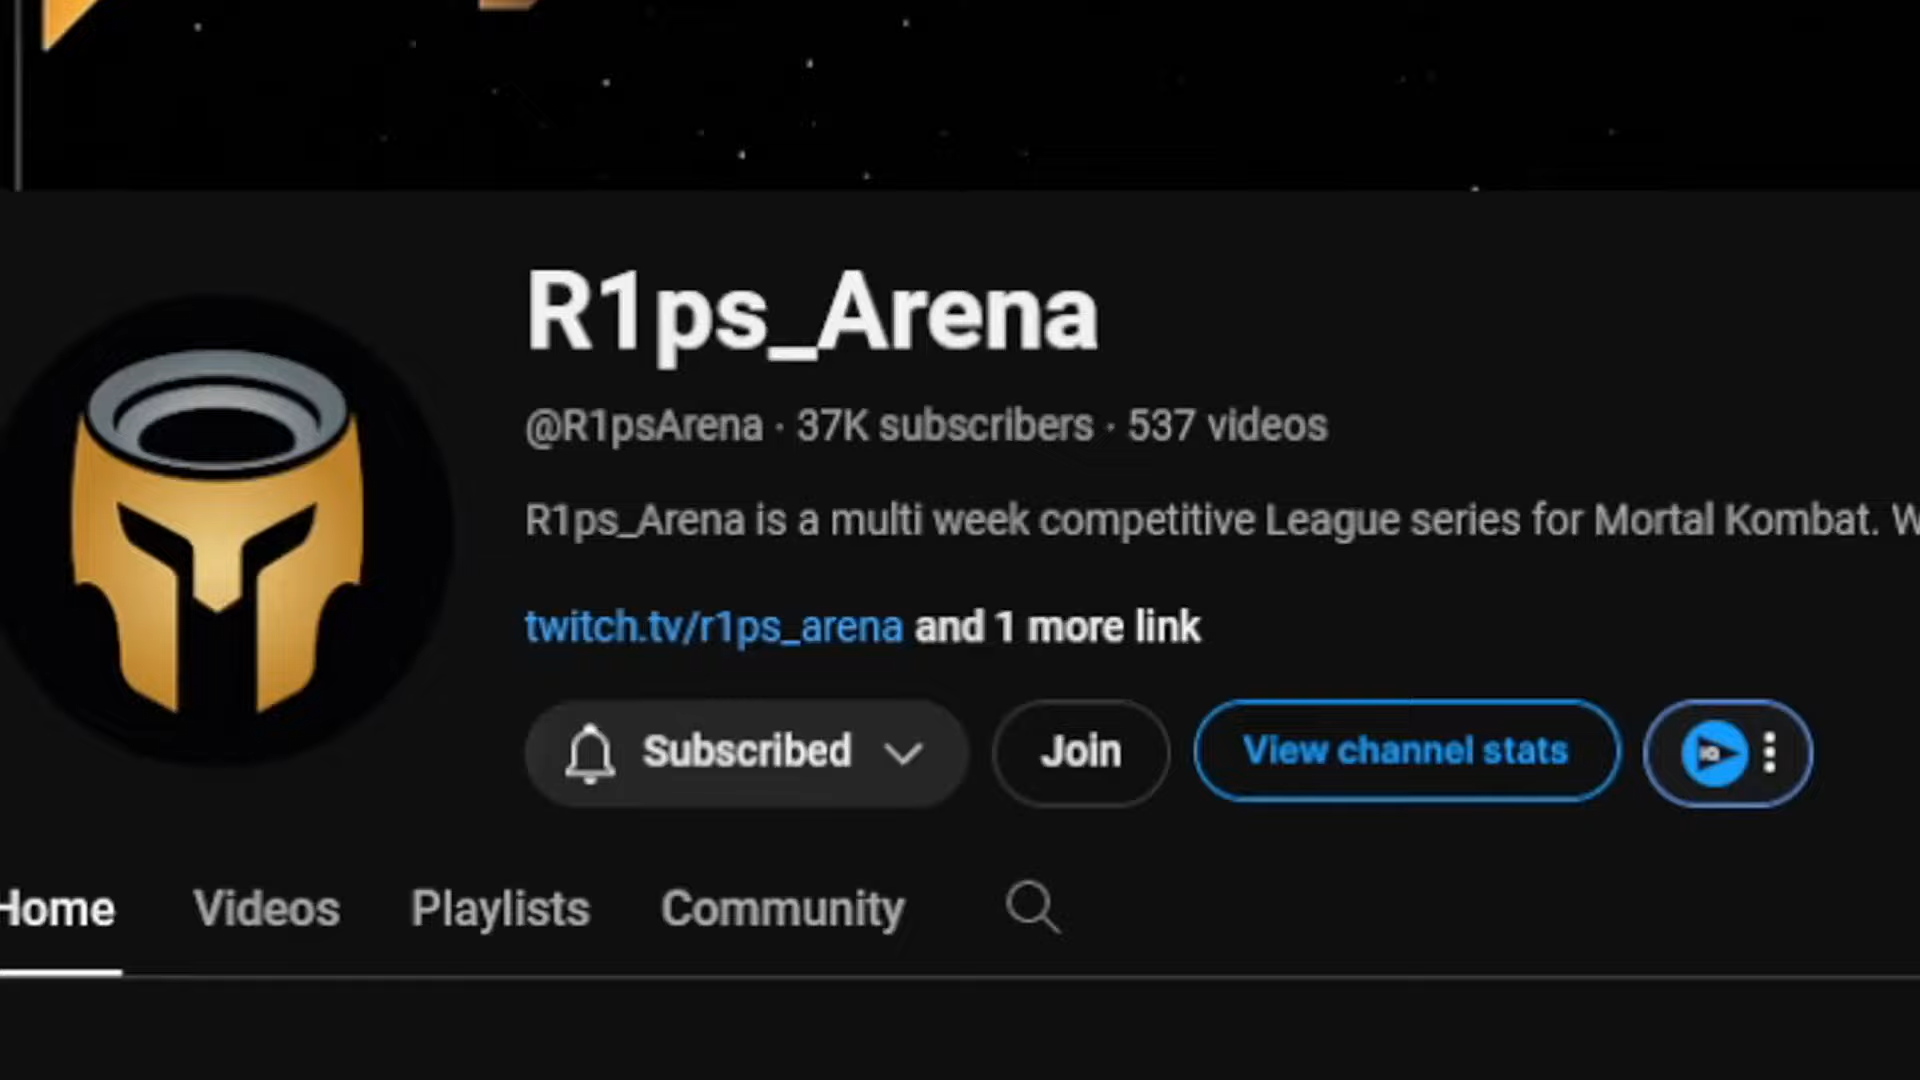 R1ps_Arena
@R1psArena · 37K subscribers · 537 videos
R1ps_Arena is a multi week competitive League series for Mortal Kombat. W
twitch.tv/r1ps_arena and 1 more link
Subscribed Join View channel stats
Home Videos Playlists Community